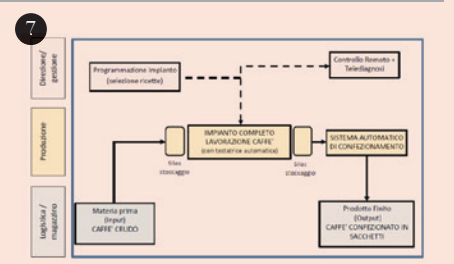 7
Direzione/
gestione
Programmazione Impianto
(selezione ricette)
Controllo Remoto +
Telediagnosi
Produzione
IMPIANTO COMPLETO
LAVORAZIONE CAFFE'
(con tostatrice automatica)
SISTEMA AUTOMATICO
DI CONFEZIONAMENTO
Silos
stoccaggio
Silos
stoccaggio
Logistica /
magazzino
Materia prima
(Input)
CAFFE' CRUDO
Prodotto Finito
(Output)
CAFFE' CONFEZIONATO IN
SACCHETTI